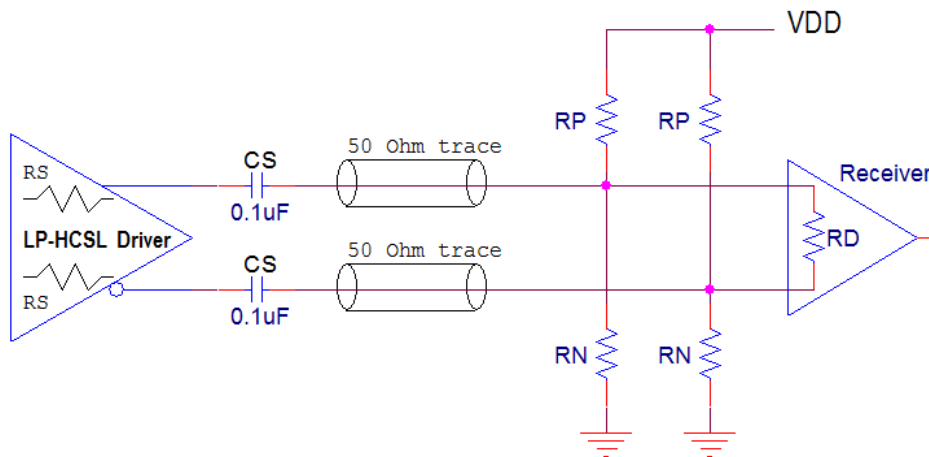 VDD
RP
RP
50 Ohm trace
CS
RS
0.1uF
Receiver
RD
LP-HCSL Driver
50 Ohm trace
CS
RS
0.1uF
RN
RN